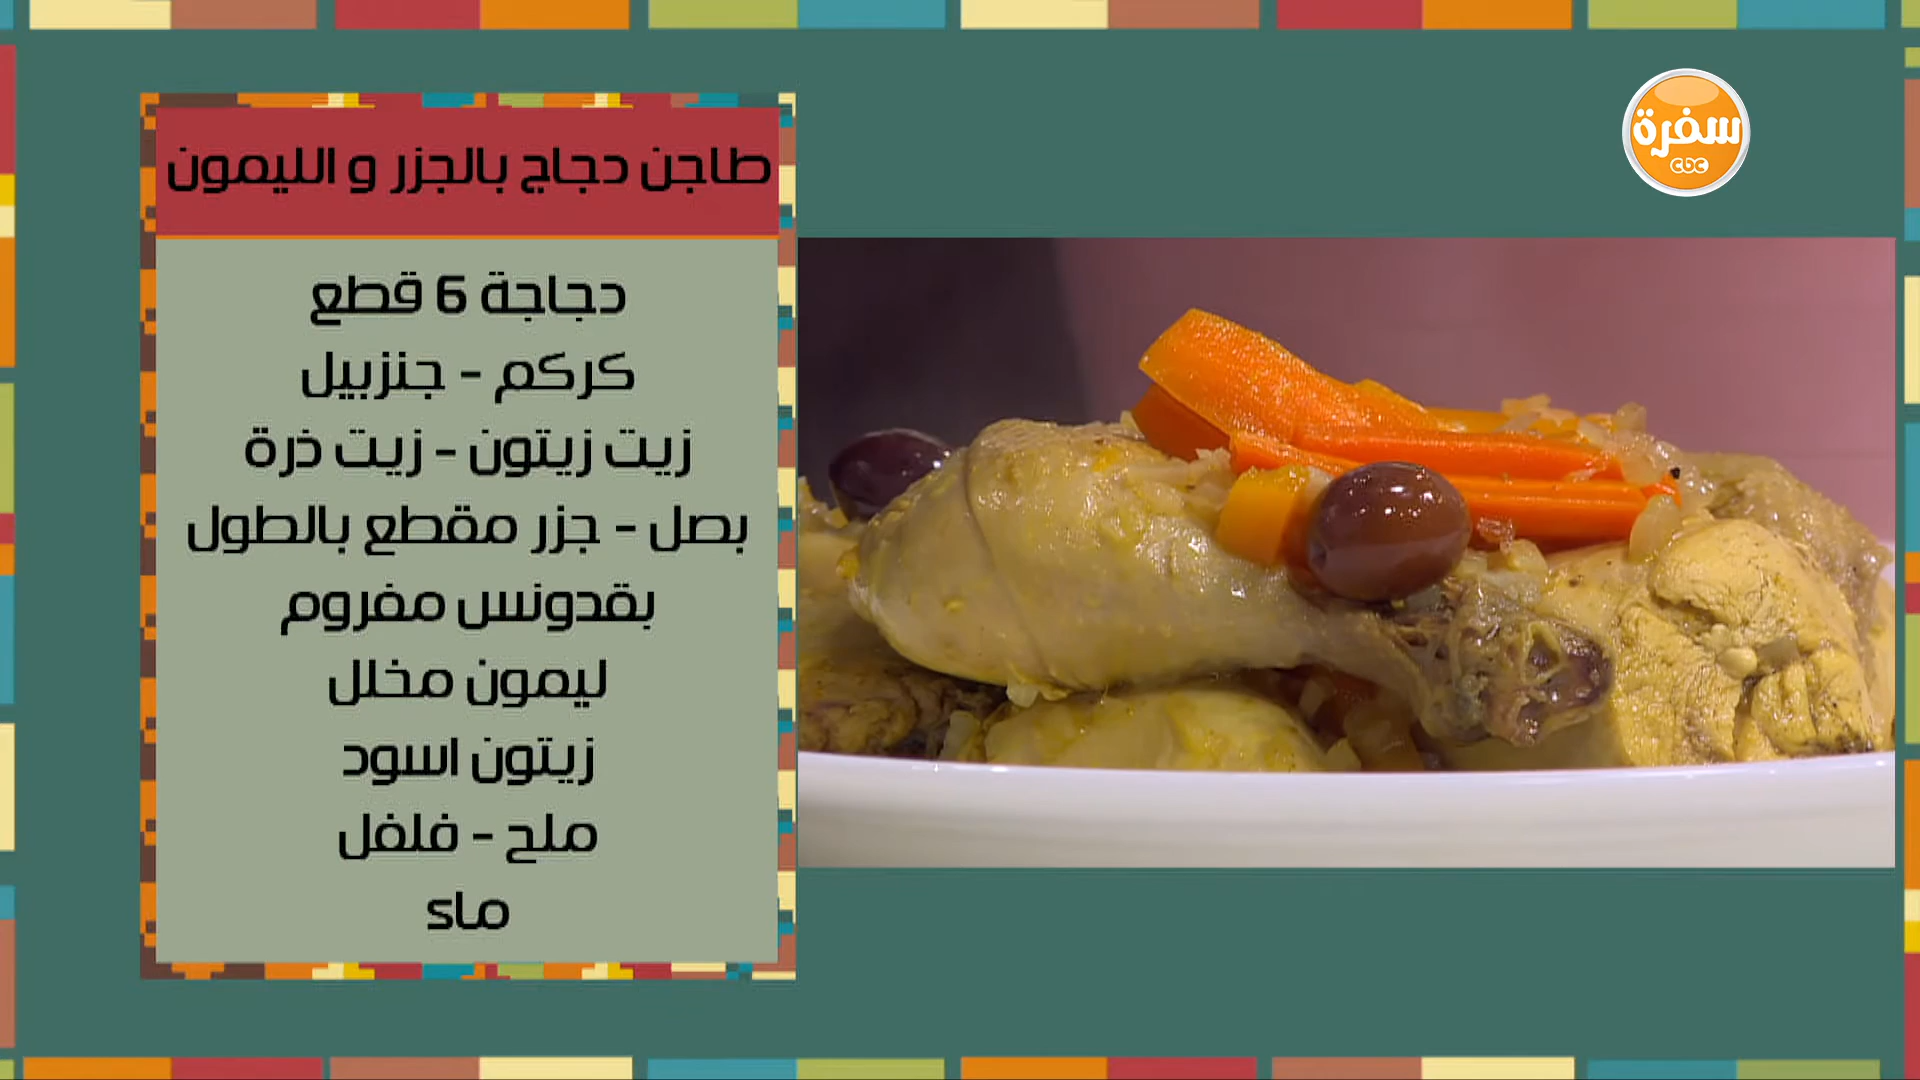 سفرة
cbc
طاجن دجاج بالجزر و الليمون
دجاجة 6 قطع
كركم - جنزبيل
زيت زيتون - زيت ذرة
بصل - جزر مقطع بالطول
بقدونس مفروم
ليمون مخلل
زيتون اسود
ملح - فلفل
ماء